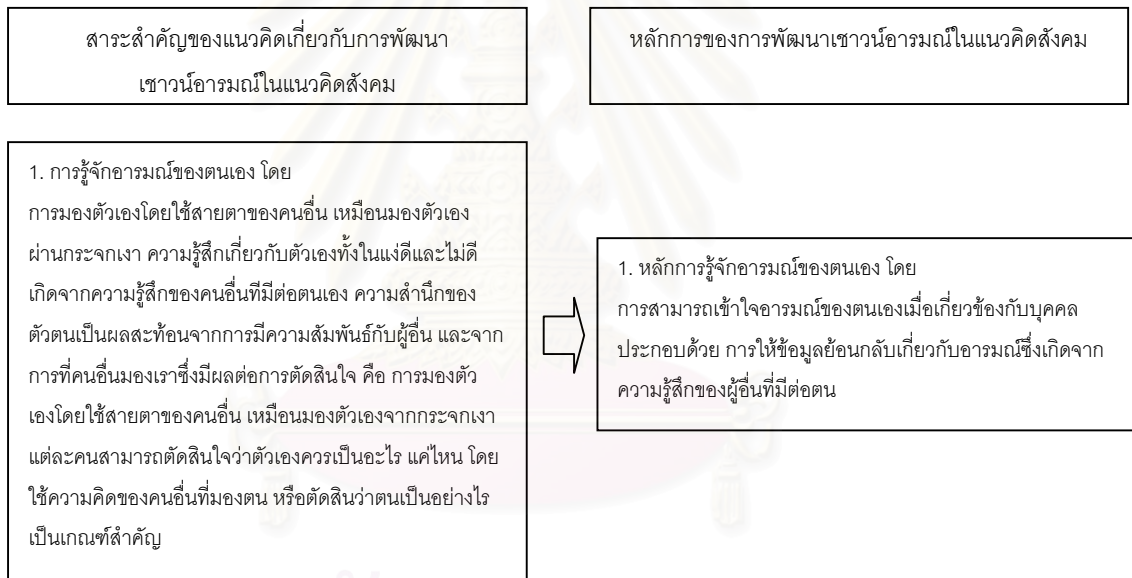 สาระสำคัญของแนวคิดเกี่ยวกับการพัฒนา
เชาวน์อารมณ์ในแนวคิดสังคม
หลักการของการพัฒนาเชาวน์อารมณ์ในแนวคิดสังคม
1. การรู้จักอารมณ์ของตนเอง โดย
การมองตัวเองโดยใช้สายตาของคนอื่น เหมือนมองตัวเอง
ผ่านกระจกเงา ความรู้สึกเกี่ยวกับตัวเองทั้งในแง่ดีและไม่ดี
เกิดจากความรู้สึกของคนอื่นที่มีต่อตนเอง ความสำนึกของ
ตัวตนเป็นผลสะท้อนจากการมีความสัมพันธ์กับผู้อื่น และจาก
การที่คนอื่นมองเราซึ่งมีผลต่อการตัดสินใจ คือ การมองตัว
เองโดยใช้สายตาของคนอื่น เหมือนมองตัวเองจากกระจกเงา
แต่ละคนสามารถตัดสินใจว่าตัวเองควรเป็นอะไร แค่ไหน โดย
ใช้ความคิดของคนอื่นที่มองตน หรือตัดสินว่าตนเป็นอย่างไร
เป็นเกณฑ์สำคัญ
1. หลักการรู้จักอารมณ์ของตนเอง โดย
การสามารถเข้าใจอารมณ์ของตนเองเมื่อเกี่ยวข้องกับบุคคล
ประกอบด้วย การให้ข้อมูลย้อนกลับเกี่ยวกับอารมณ์ซึ่งเกิดจาก
ความรู้สึกของผู้อื่นที่มีต่อตน